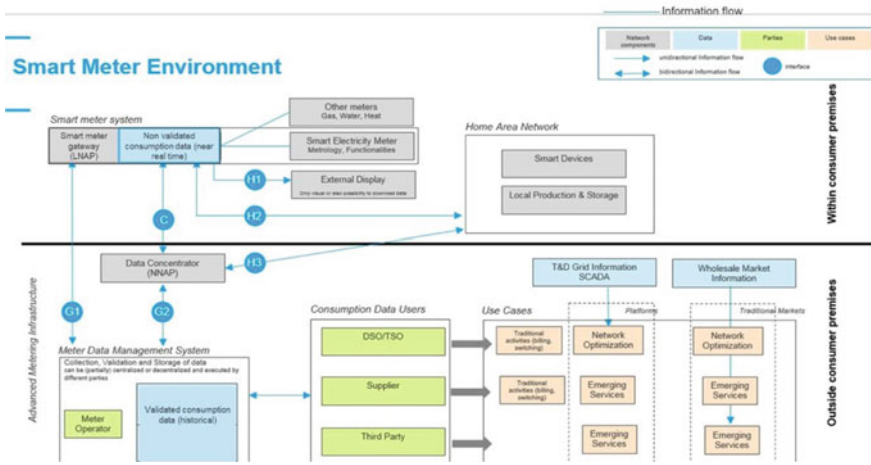 Information flow
Network
components
Data
Parties
Use cases
unidirectional Information flow
bidirectional Information flow
interface
Smart Meter Environment
Smart meter system
Smart meter
gateway
(LNAP)
Non validated
consumption data (near
real time)
Other meters
Gas, Water, Heat
Smart Electricity Meter
Metrology, Functionalities
External Display
Only visual or also possibility to download data
Home Area Network
Smart Devices
Local Production & Storage
Within consumer premises
H1
H2
C
H3
G1
G2
Data Concentrator
(NNAP)
Advanced Metering Infrastructure
Meter Data Management System
Collection, Validation and Storage of data
can be (partially) centralized or decentralized and executed by
different parties
Meter
Operator
Validated consumption
data (historical)
Consumption Data Users
DSO/TSO
Supplier
Third Party
Use Cases
Traditional
activities (billing,
switching)
Traditional
activities (billing,
switching)
T&D Grid Information
SCADA
Platforms
Network
Optimization
Emerging
Services
Emerging
Services
Wholesale Market
Information
Traditional Markets
Network
Optimization
Emerging
Services
Emerging
Services
Outside consumer premises